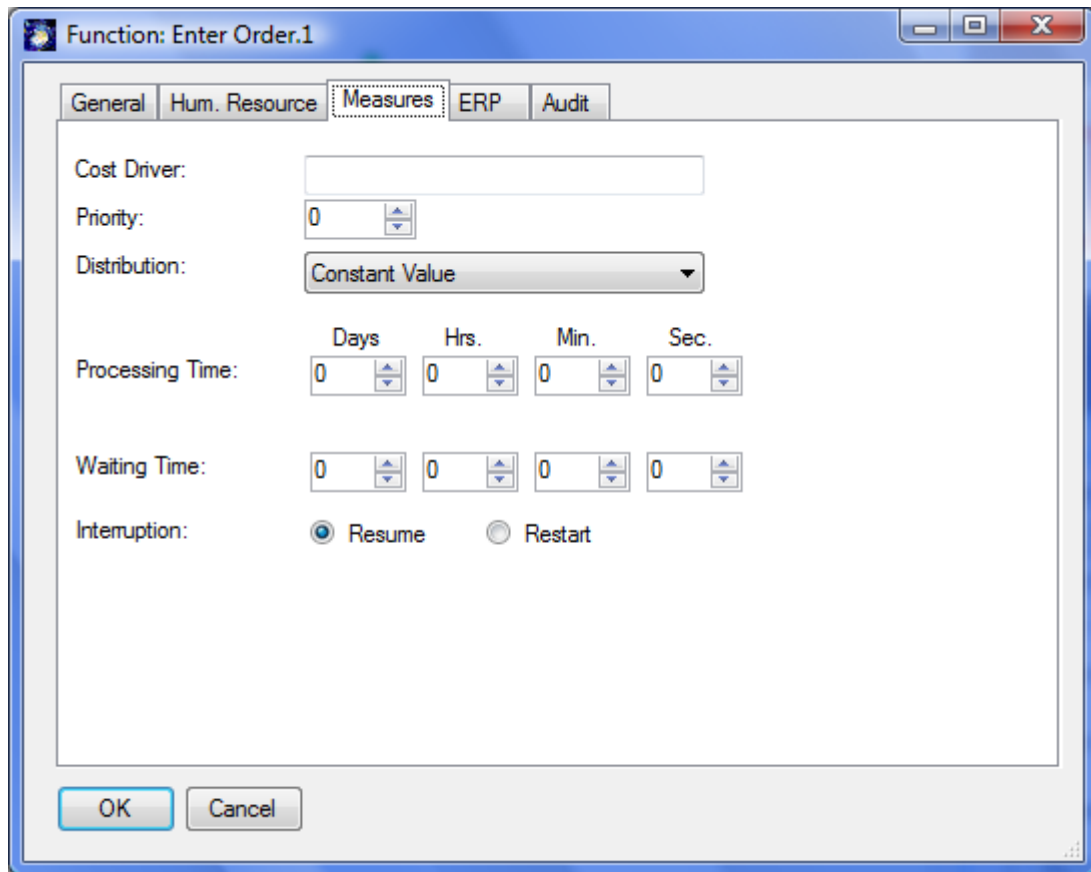 Function: Enter Order.1
General Hum. Resource Measures ERP Audit
Cost Driver:
Priority: 0
Distribution: Constant Value
Days Hrs. Min. Sec.
Processing Time: 0 0 0 0
Waiting Time: 0 0 0 0
Interruption: Resume Restart
OK Cancel